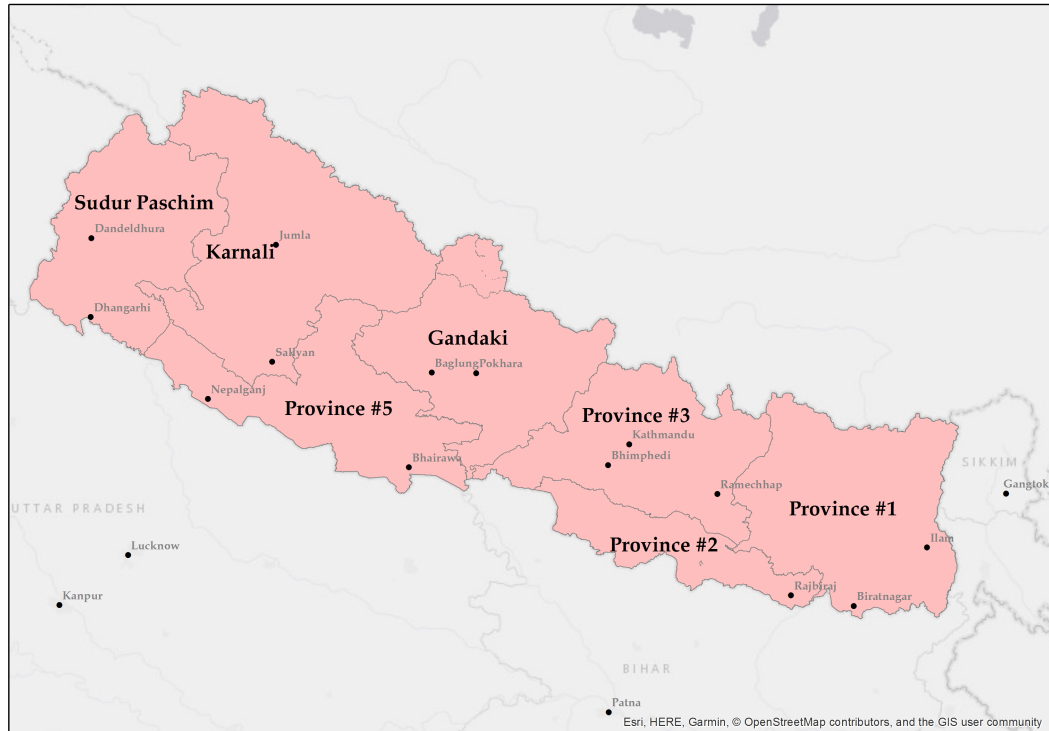 Sudur Paschim
Dandeldhura
Jumla
Karnali
Dhangarhi
Gandaki
Sallyan
Baglung
Pokhara
Nepalganj
Province #5
Province #3
Kathmandu
Bhairawa
Bhimphedi
SIKKIM
Ramechhap
Gangtok
UTTAR PRADESH
Province #1
Lucknow
Province #2
Ilam
Kanpur
Rajbiraj
Biratnagar
BIHAR
Patna
Esri, HERE, Garmin, © OpenStreetMap contributors, and the GIS user community